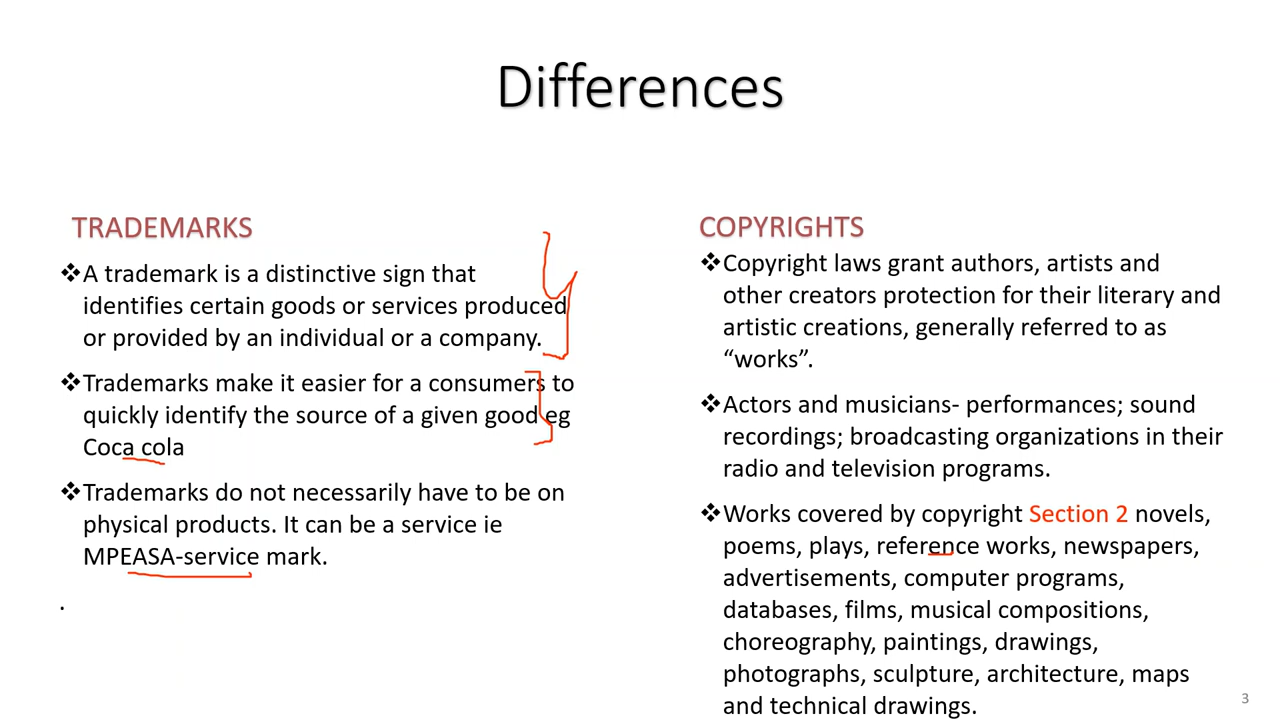 Differences
TRADEMARKS
❖A trademark is a distinctive sign that
identifies certain goods or services produced
or provided by an individual or a company.
❖Trademarks make it easier for a consumers to
quickly identify the source of a given good eg
Coca cola
❖Trademarks do not necessarily have to be on
physical products. It can be a service ie
MPEASA-service mark.
.
COPYRIGHTS
❖Copyright laws grant authors, artists and
other creators protection for their literary and
artistic creations, generally referred to as
“works”.
❖Actors and musicians- performances; sound
recordings; broadcasting organizations in their
radio and television programs.
❖Works covered by copyright Section 2 novels,
poems, plays, reference works, newspapers,
advertisements, computer programs,
databases, films, musical compositions,
choreography, paintings, drawings,
photographs, sculpture, architecture, maps
and technical drawings.
3